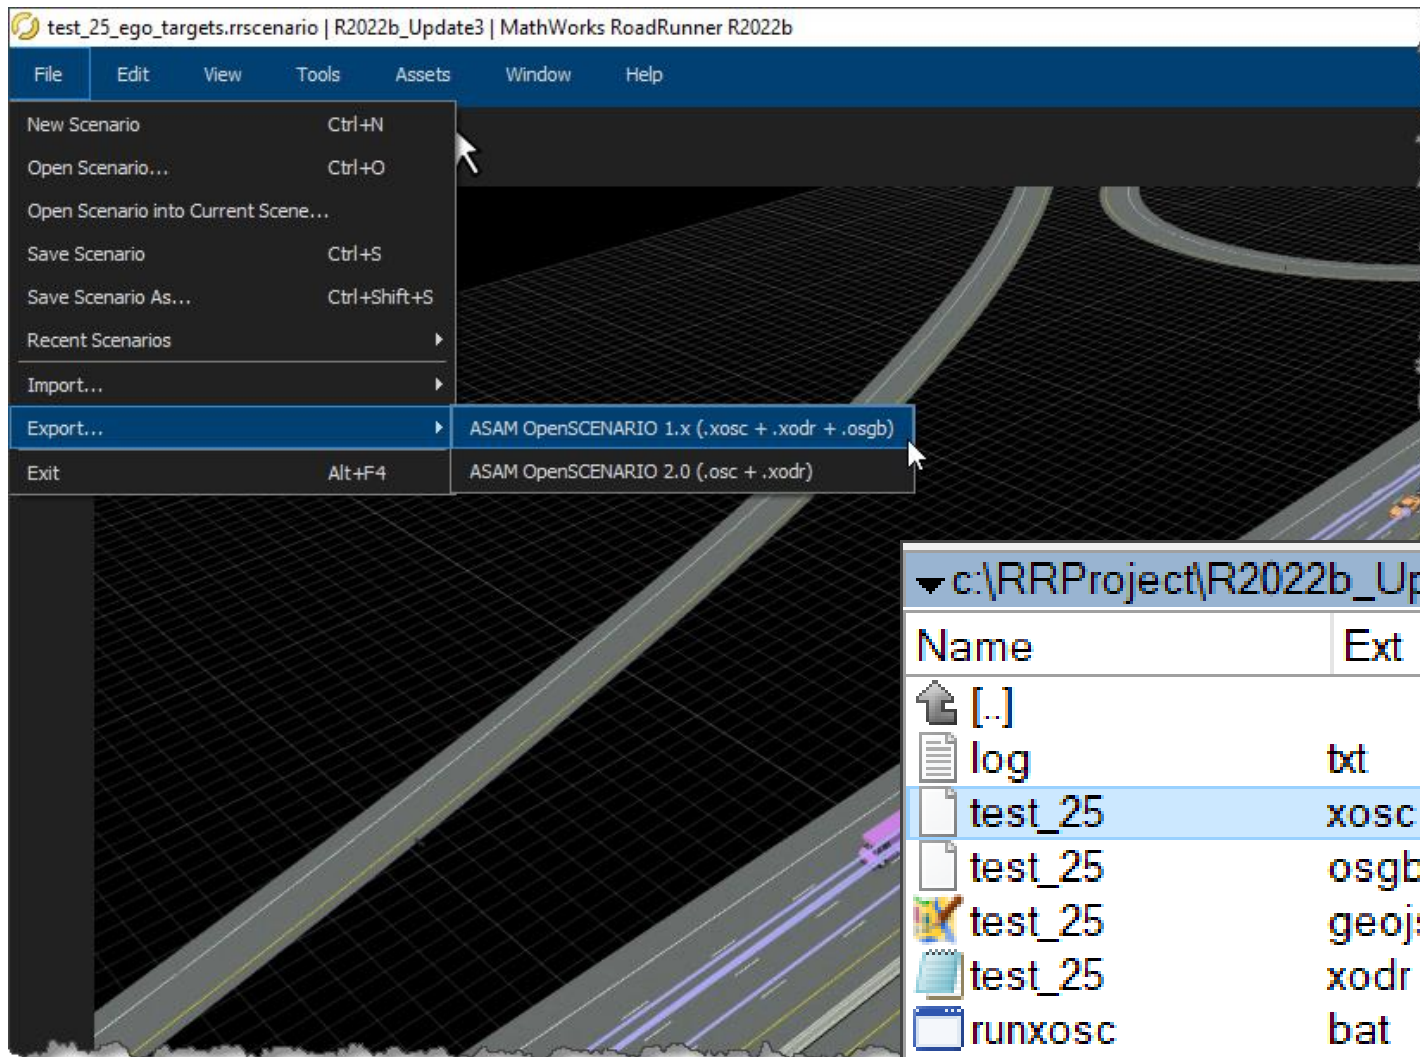 test_25_ego_targets.rrscenario | R2022b_Update3 | MathWorks RoadRunner R2022b
File Edit View Tools Assets Window Help
New Scenario Ctrl+N
Open Scenario... Ctrl+O
Open Scenario into Current Scene...
Save Scenario Ctrl+S
Save Scenario As... Ctrl+Shift+S
Recent Scenarios
Import...
Export...
ASAM OpenSCENARIO 1.x (.xosc + .xodr + .osgb)
Exit Alt+F4
ASAM OpenSCENARIO 2.0 (.osc + .xodr)
c:\RRProject\R2022b_Up
Name Ext
[..]
log txt
test_25 xosc
test_25 osgb
test_25 geojs
test_25 xodr
runxosc bat